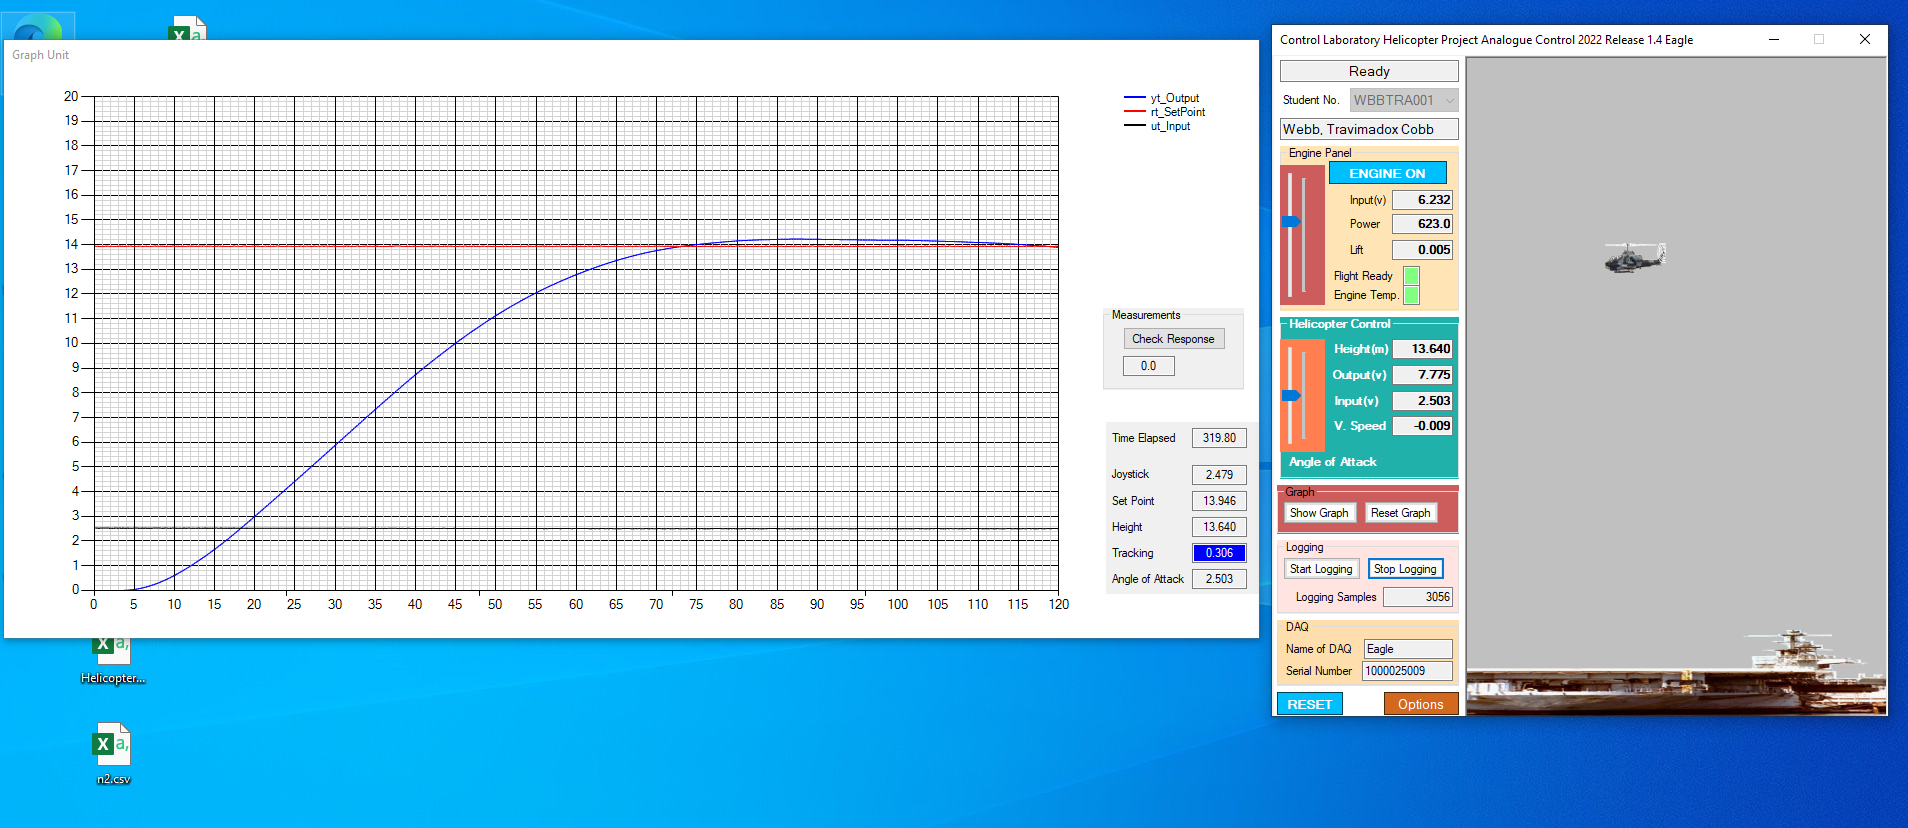 Graph Unit
20
19
18
17
16
15
14
13
12
11
10
9
8
7
6
5
4
3
2
1
0
0 5 10 15 20 25 30 35 40 45 50 55 60 65 70 75 80 85 90 95 100 105 110 115 120
yt_Output
rt_SetPoint
ut_Input
Measurements
Check Response
0.0
Time Elapsed 319.80
Joystick 2.479
Set Point 13.946
Height 13.640
Tracking 0.306
Angle of Attack 2.503
Helicopter...
n2.csv
Control Laboratory Helicopter Project Analogue Control 2022 Release 1.4 Eagle
Ready
Student No. WBBTRA001
Webb, Travimadox Cobb
Engine Panel
ENGINE ON
Input(v) 6.232
Power 623.0
Lift 0.005
Flight Ready
Engine Temp.
Helicopter Control
Height(m) 13.640
Output(v) 7.775
Input(v) 2.503
V. Speed -0.009
Angle of Attack
Graph
Show Graph Reset Graph
Logging
Start Logging Stop Logging
Logging Samples 3056
DAQ
Name of DAQ Eagle
Serial Number 1000025009
RESET Options